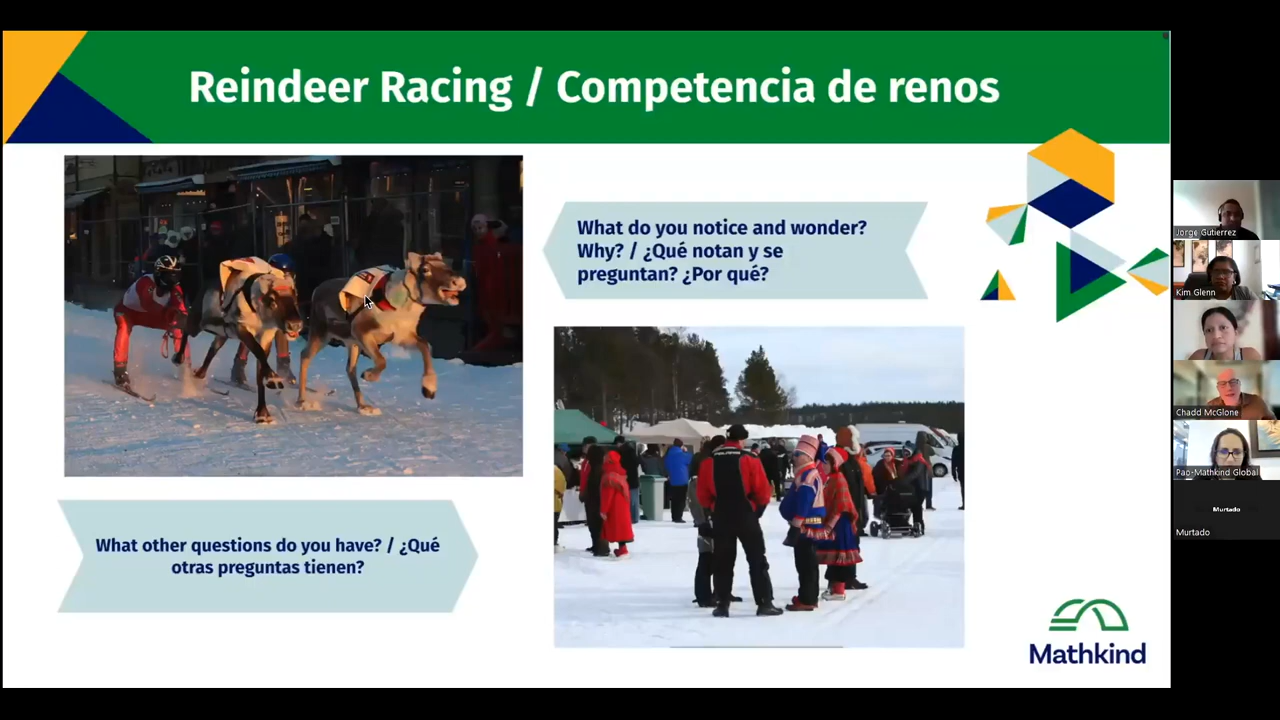 Reindeer Racing / Competencia de renos
What do you notice and wonder?
Why? / ¿Qué notan y se
preguntan? ¿Por qué?
What other questions do you have? / ¿Qué
otras preguntas tienen?
Mathkind
Jorge Gutierrez
Kim Glenn
Chadd McGlone
Pao-Mathkind Global
Murtado
Murtado